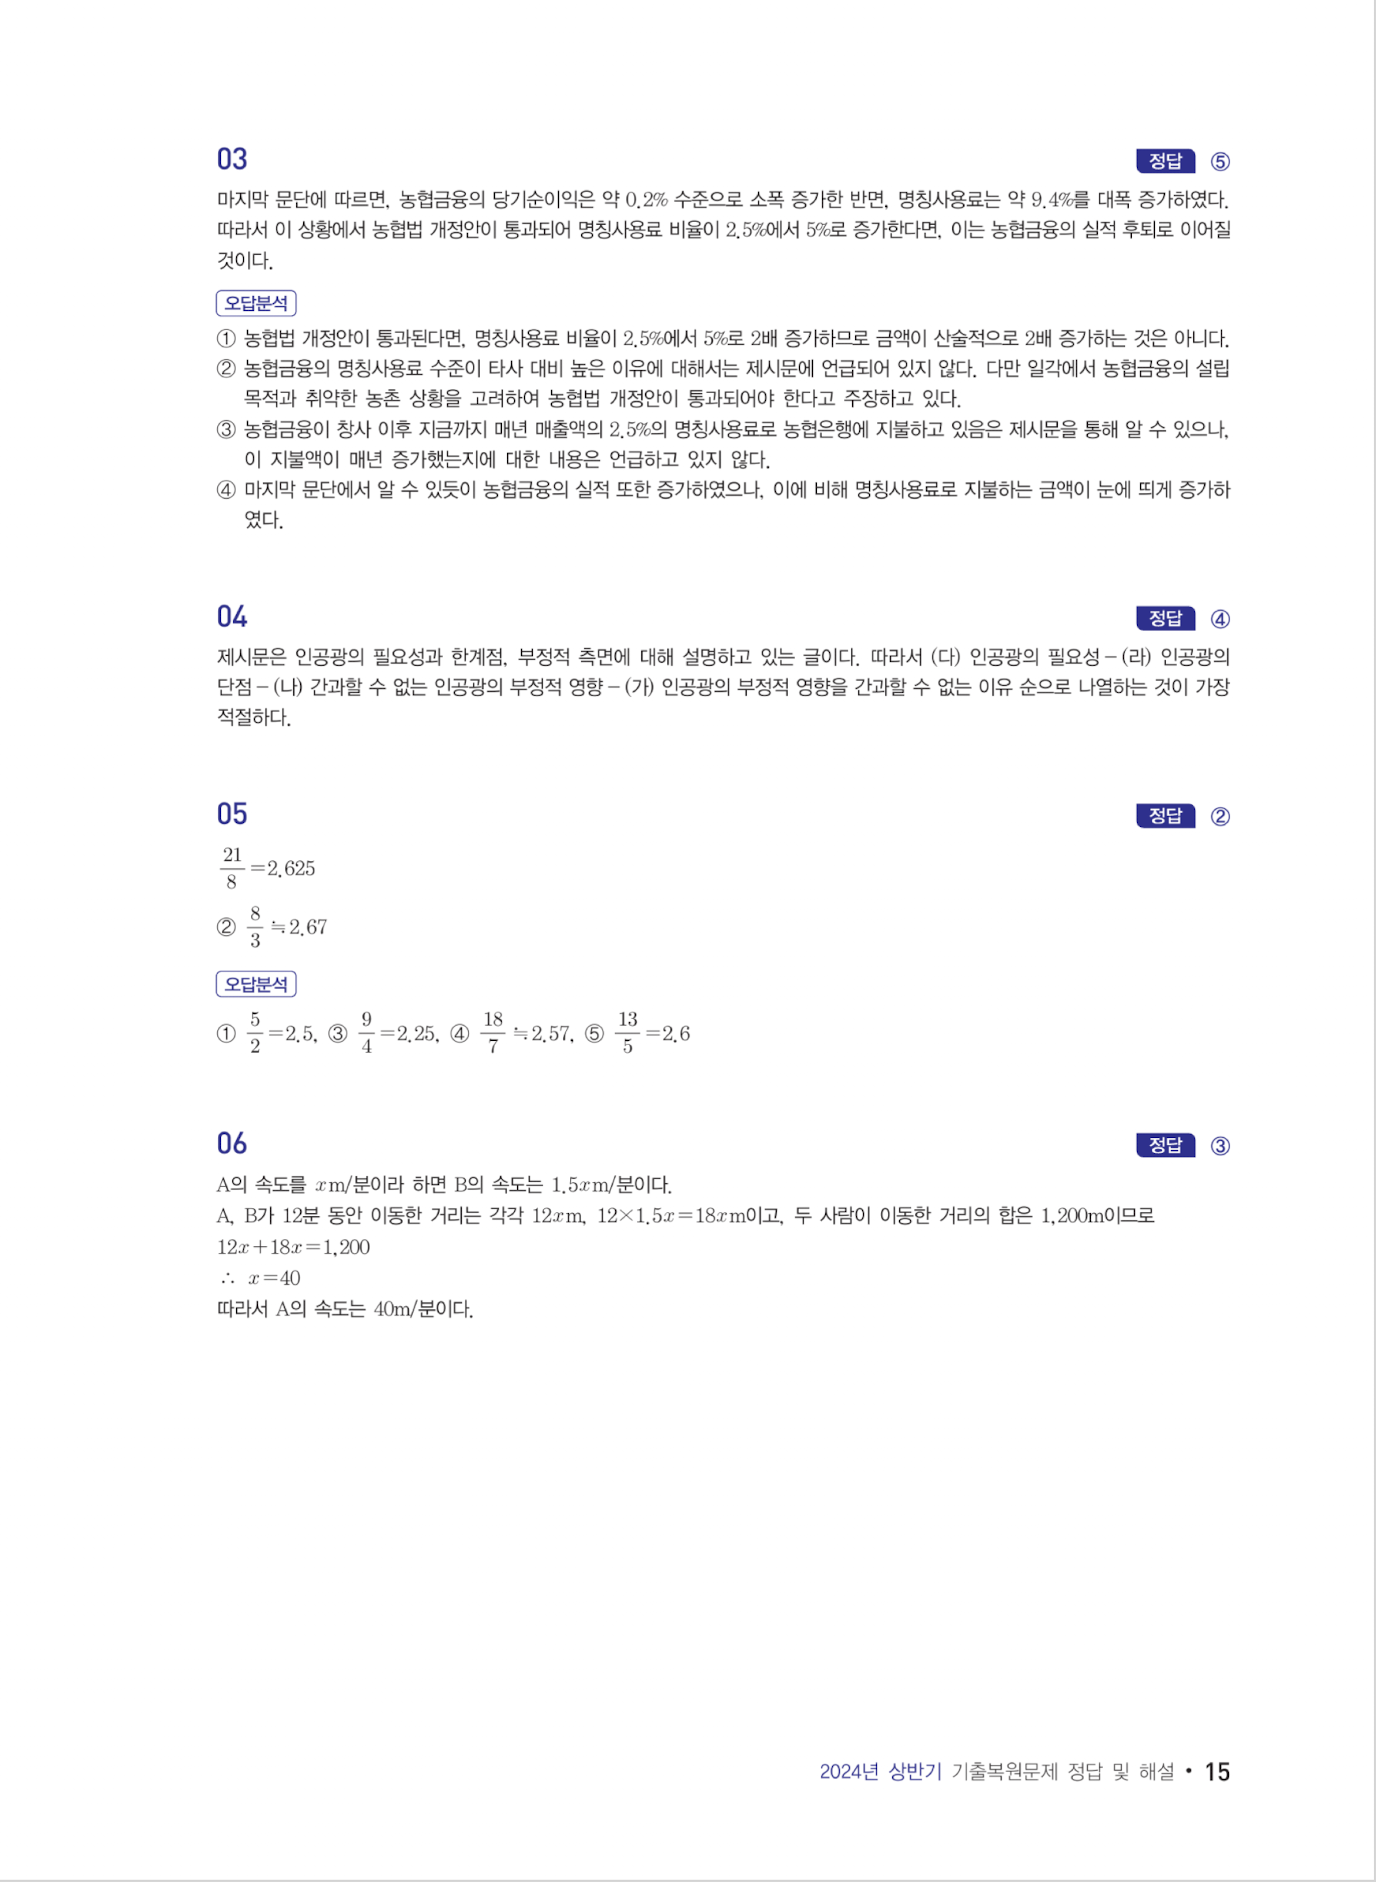 03
정답 ⑤
마지막 문단에 따르면, 농협금융의 당기순이익은 약 0.2% 수준으로 소폭 증가한 반면, 명칭사용료는 약 9.4%를 대폭 증가하였다.
따라서 이 상황에서 농협법 개정안이 통과되어 명칭사용료 비율이 2.5%에서 5%로 증가한다면, 이는 농협금융의 실적 후퇴로 이어질
것이다.
오답분석
① 농협법 개정안이 통과된다면, 명칭사용료 비율이 2.5%에서 5%로 2배 증가하므로 금액이 산술적으로 2배 증가하는 것은 아니다.
② 농협금융의 명칭사용료 수준이 타사 대비 높은 이유에 대해서는 제시문에 언급되어 있지 않다. 다만 일각에서 농협금융의 설립
목적과 취약한 농촌 상황을 고려하여 농협법 개정안이 통과되어야 한다고 주장하고 있다.
③ 농협금융이 창사 이후 지금까지 매년 매출액의 2.5%의 명칭사용료로 농협은행에 지불하고 있음은 제시문을 통해 알 수 있으나,
이 지불액이 매년 증가했는지에 대한 내용은 언급하고 있지 않다.
④ 마지막 문단에서 알 수 있듯이 농협금융의 실적 또한 증가하였으나, 이에 비해 명칭사용료로 지불하는 금액이 눈에 띄게 증가하
였다.
04
정답 ④
제시문은 인공광의 필요성과 한계점, 부정적 측면에 대해 설명하고 있는 글이다. 따라서 (다) 인공광의 필요성 – (라) 인공광의
단점 – (나) 간과할 수 없는 인공광의 부정적 영향 – (가) 인공광의 부정적 영향을 간과할 수 없는 이유 순으로 나열하는 것이 가장
적절하다.
05
정답 ②
21/8=2.625
② 8/3≒2.67
오답분석
① 5/2=2.5, ③ 9/4=2.25, ④ 18/7≒2.57, ⑤ 13/5=2.6
06
정답 ③
A의 속도를 xm/분이라 하면 B의 속도는 1.5xm/분이다.
A, B가 12분 동안 이동한 거리는 각각 12xm, 12×1.5x=18xm이고, 두 사람이 이동한 거리의 합은 1,200m이므로
12x+18x=1,200
∴ x=40
따라서 A의 속도는 40m/분이다.
2024년 상반기 기출복원문제 정답 및 해설 • 15